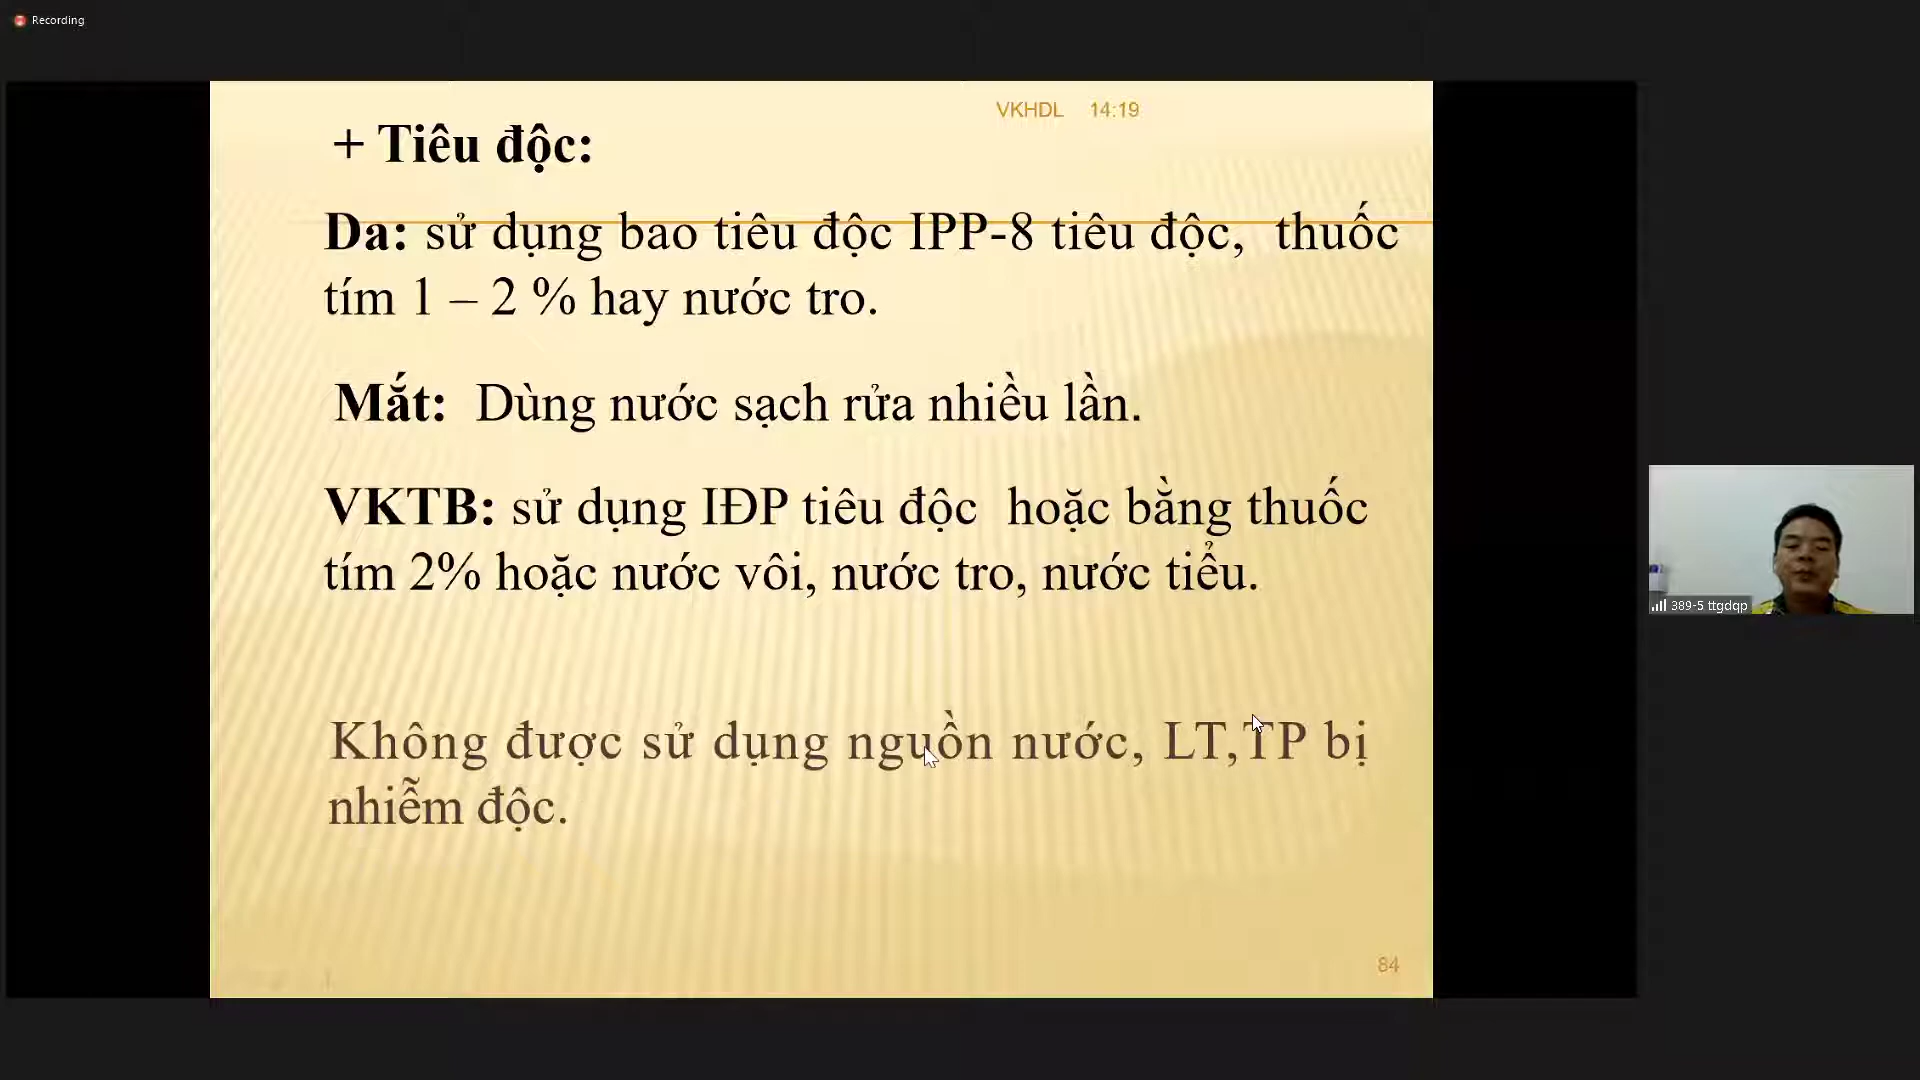 Recording
VKHDL 14:19
+ Tiêu độc:
Da: sử dụng bao tiêu độc IPP-8 tiêu độc, thuốc
tím 1 – 2 % hay nước tro.
Mắt: Dùng nước sạch rửa nhiều lần.
VKTB: sử dụng IĐP tiêu độc hoặc bằng thuốc
tím 2% hoặc nước vôi, nước tro, nước tiểu.
389-5 ttgdqp
Không được sử dụng nguồn nước, LT,TP bị
nhiễm độc.
84